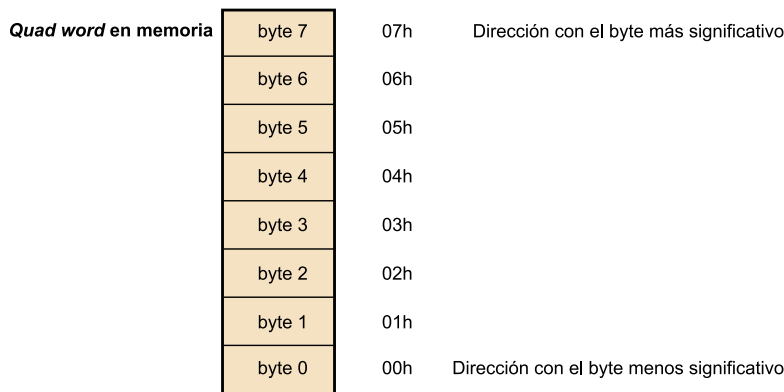 Quad word en memoria byte 7 07h Dirección con el byte más significativo
byte 6 06h
byte 5 05h
byte 4 04h
byte 3 03h
byte 2 02h
byte 1 01h
byte 0 00h Dirección con el byte menos significativo